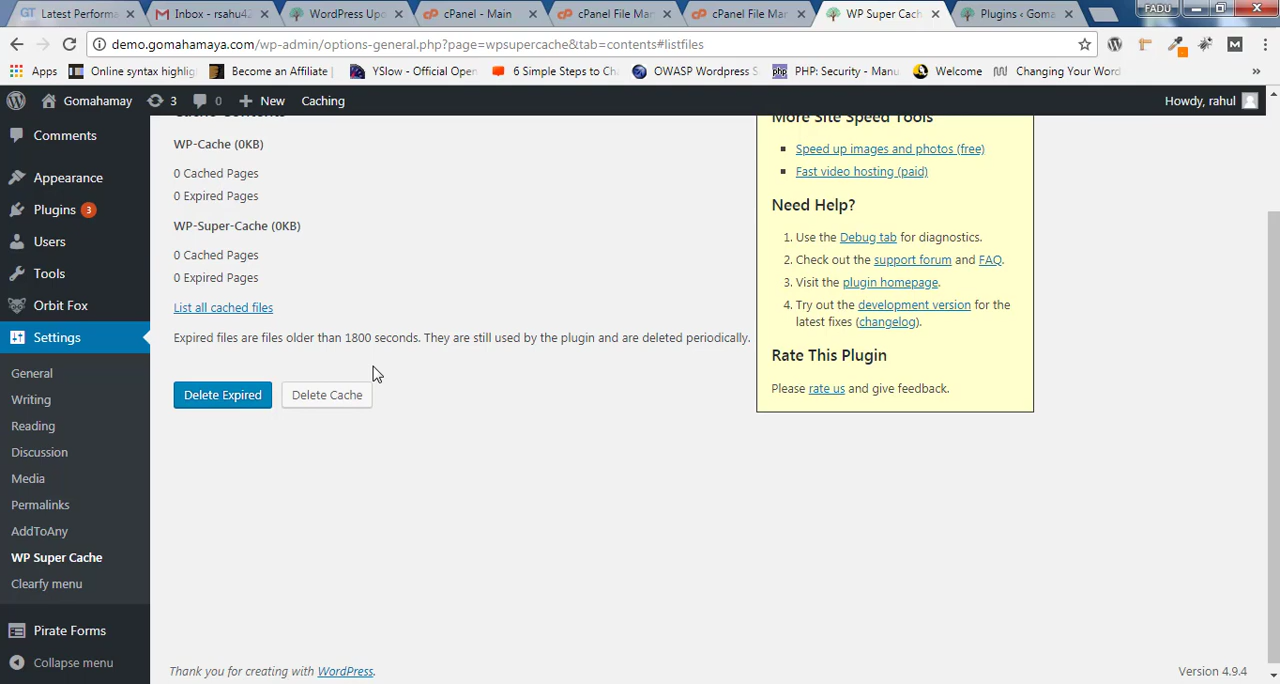 Latest Performa
Inbox - rsahu42
WordPress Upd
cPanel - Main
cPanel File Man
cPanel File Man
WP Super Cach
Plugins ‹ Goma
FADU
demo.gomahamaya.com/wp-admin/options-general.php?page=wpsupercache&tab=contents#listfiles
Apps
Online syntax highlig
Become an Affiliate
YSlow - Official Open
6 Simple Steps to Ch
OWASP Wordpress S
PHP: Security - Manu
Welcome
Changing Your Word
»
Gomahamay
3
0
New
Caching
Howdy, rahul
Comments
Appearance
Plugins 3
Users
Tools
Orbit Fox
Settings
General
Writing
Reading
Discussion
Media
Permalinks
AddToAny
WP Super Cache
Clearfy menu
Pirate Forms
Collapse menu
Cache Contents
WP-Cache (0KB)
0 Cached Pages
0 Expired Pages
WP-Super-Cache (0KB)
0 Cached Pages
0 Expired Pages
List all cached files
Expired files are files older than 1800 seconds. They are still used by the plugin and are deleted periodically.
Delete Expired
Delete Cache
More Site Speed Tools
Speed up images and photos (free)
Fast video hosting (paid)
Need Help?
1. Use the Debug tab for diagnostics.
2. Check out the support forum and FAQ.
3. Visit the plugin homepage.
4. Try out the development version for the
latest fixes (changelog).
Rate This Plugin
Please rate us and give feedback.
Thank you for creating with WordPress.
Version 4.9.4